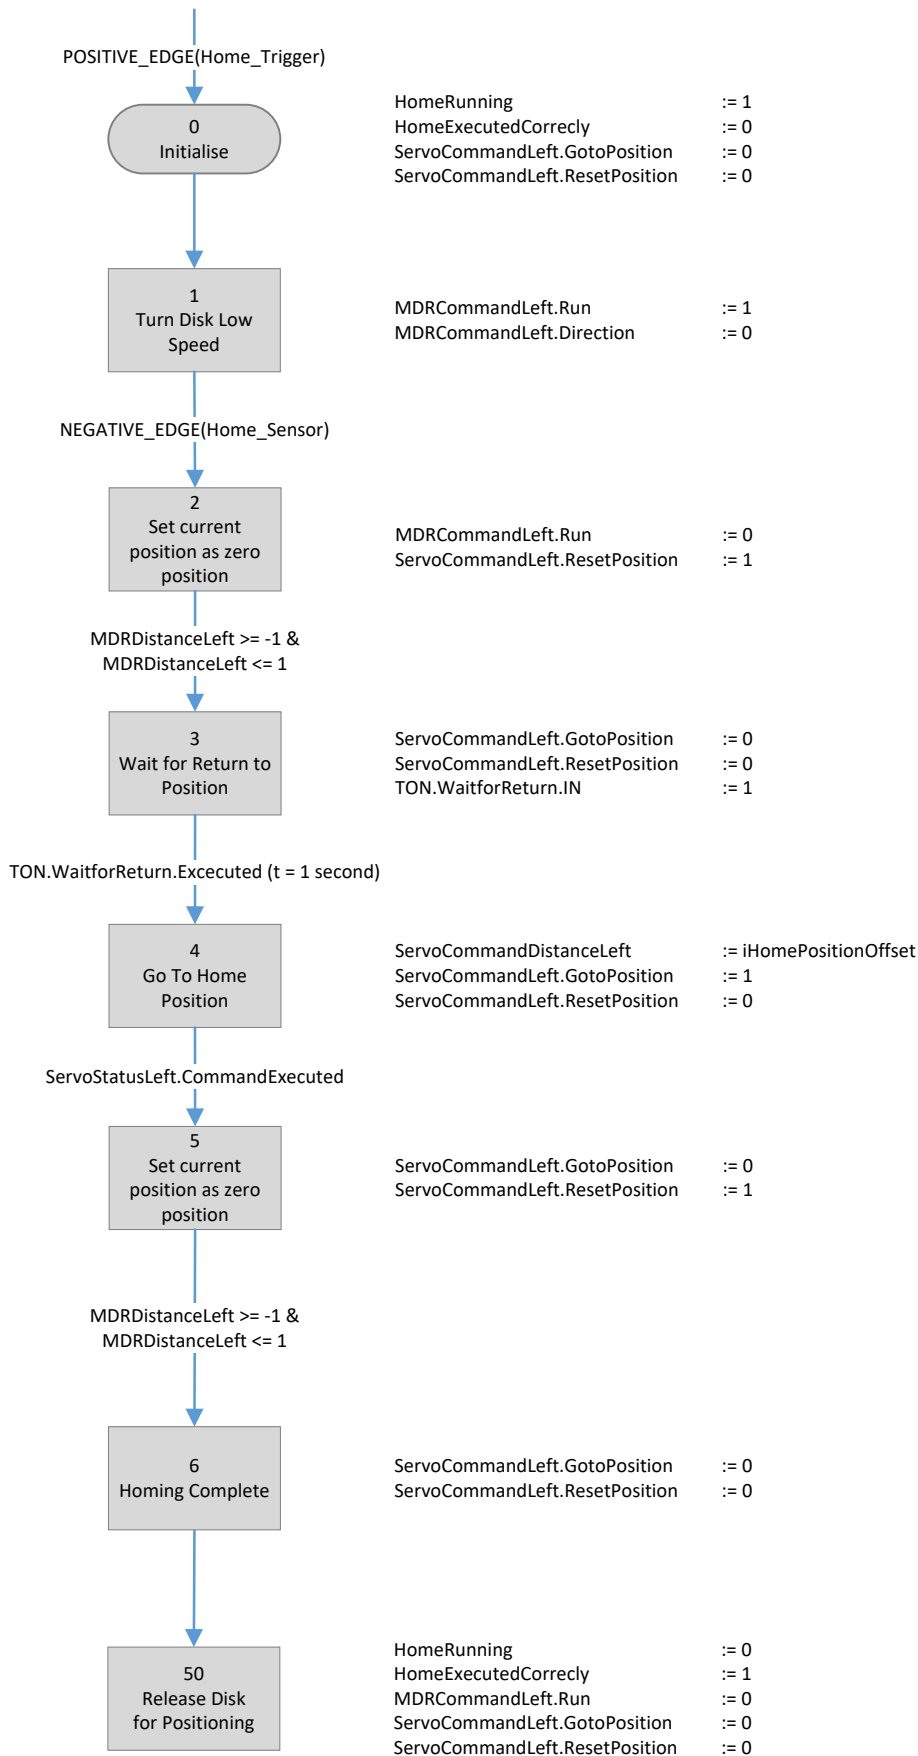 POSITIVE_EDGE(Home_Trigger)
0
Initialise
HomeRunning := 1
HomeExecutedCorrecly := 0
ServoCommandLeft.GotoPosition := 0
ServoCommandLeft.ResetPosition := 0
1
Turn Disk Low
Speed
MDRCommandLeft.Run := 1
MDRCommandLeft.Direction := 0
NEGATIVE_EDGE(Home_Sensor)
2
Set current
position as zero
position
MDRCommandLeft.Run := 0
ServoCommandLeft.ResetPosition := 1
MDRDistanceLeft >= -1 &
MDRDistanceLeft <= 1
3
Wait for Return to
Position
ServoCommandLeft.GotoPosition := 0
ServoCommandLeft.ResetPosition := 0
TON.WaitforReturn.IN := 1
TON.WaitforReturn.Excecuted (t = 1 second)
4
Go To Home
Position
ServoCommandDistanceLeft := iHomePositionOffset
ServoCommandLeft.GotoPosition := 1
ServoCommandLeft.ResetPosition := 0
ServoStatusLeft.CommandExecuted
5
Set current
position as zero
position
ServoCommandLeft.GotoPosition := 0
ServoCommandLeft.ResetPosition := 1
MDRDistanceLeft >= -1 &
MDRDistanceLeft <= 1
6
Homing Complete
ServoCommandLeft.GotoPosition := 0
ServoCommandLeft.ResetPosition := 0
50
Release Disk
for Positioning
HomeRunning := 0
HomeExecutedCorrecly := 1
MDRCommandLeft.Run := 0
ServoCommandLeft.GotoPosition := 0
ServoCommandLeft.ResetPosition := 0